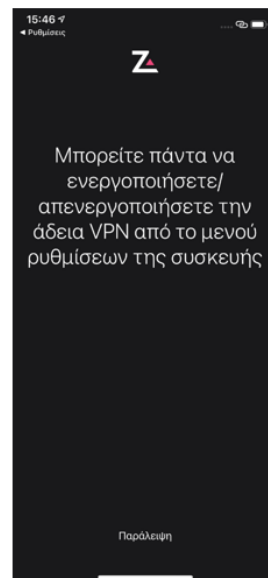 15:46
◀ Ρυθμίσεις
Z
Μπορείτε πάντα να
ενεργοποιήσετε/
απενεργοποιήσετε την
άδεια VPN από το μενού
ρυθμίσεων της συσκευής
Παράλειψη